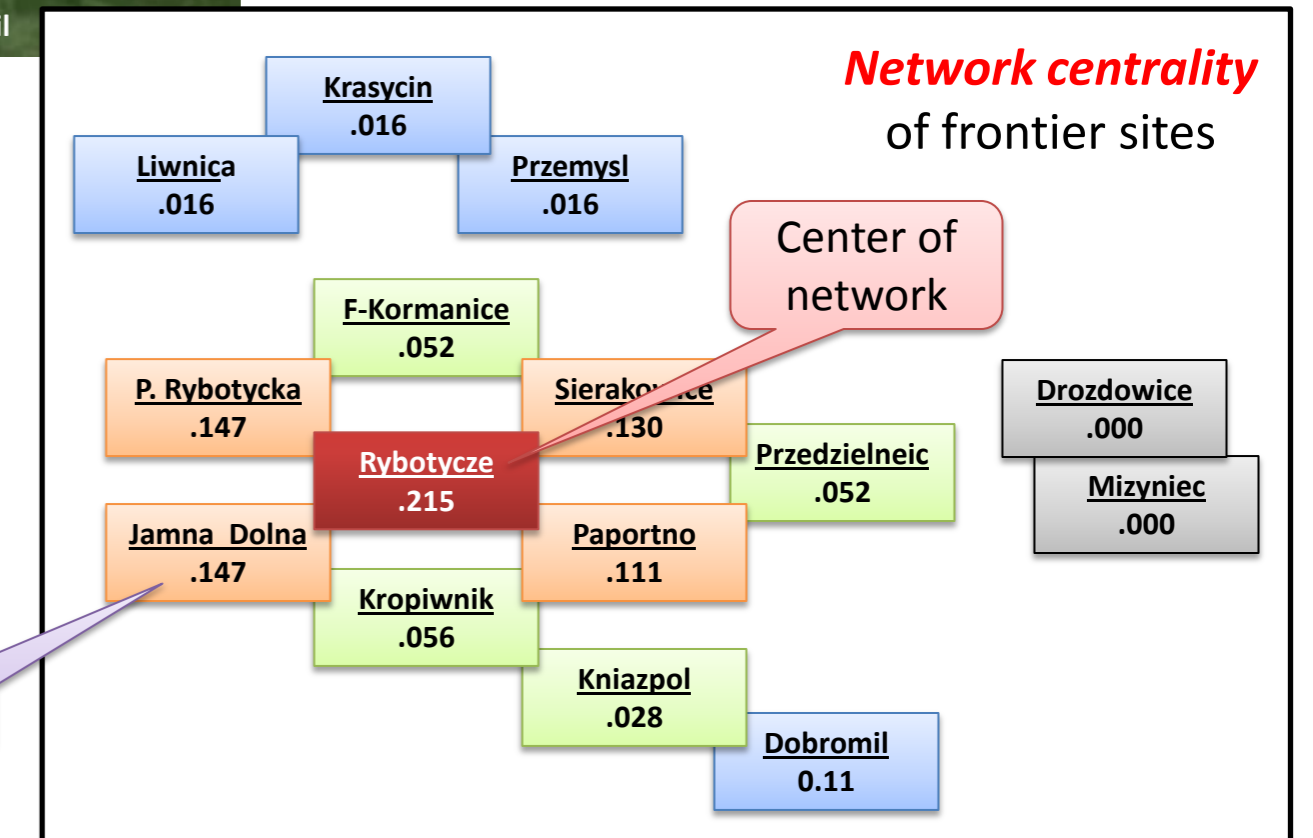 il
Network centrality
of frontier sites
Krasycin
.016
Liwnica
.016
Przemysl
.016
Center of
network
F-Kormanice
.052
P. Rybotycka
.147
.130
Drozdowice
.000
Rybotycze
.215
Przedzielneic
.052
Mizyniec
.000
Jamna Dolna
.147
Paportno
.111
Kropiwnik
.056
Kniazpol
.028
Dobromil
0.11